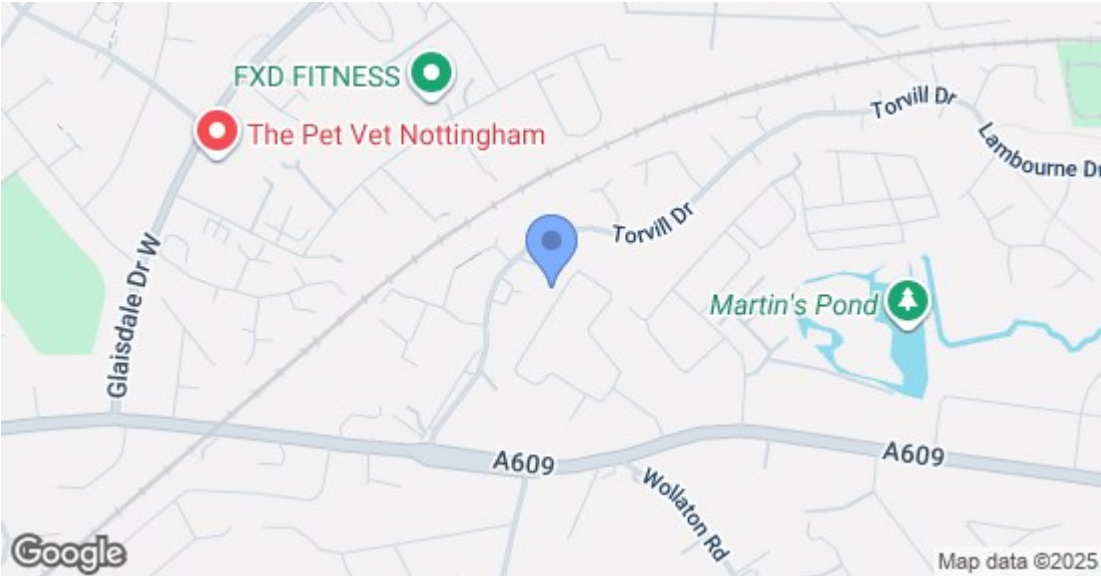 FXD FITNESS
The Pet Vet Nottingham
Torvill Dr
Lambourne D
Torvill Dr
Glaisdale Dr W
Martin's Pond
A609
A609
Wollaton Rd
Google
Map data ©2025